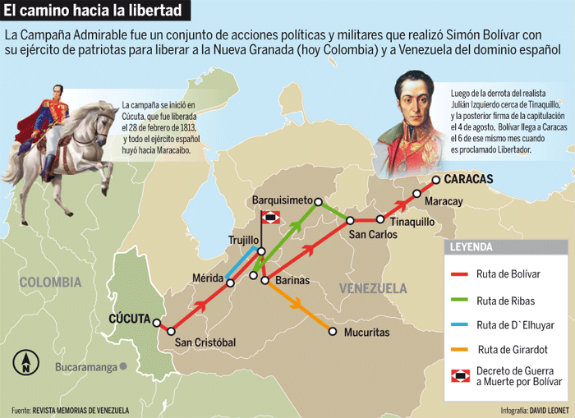 El camino hacia la libertad
La Campaña Admirable fue un conjunto de acciones políticas y militares que realizó Simón Bolívar con
su ejército de patriotas para liberar a la Nueva Granada (hoy Colombia) y a Venezuela del dominio español
La campaña se inició en
Cúcuta, que fue liberada
el 28 de febrero de 1813,
y todo el ejército español
huyó hacia Maracaibo.
Luego de la derrota del realista
Julián Izquierdo cerca de Tinaquillo,
y la posterior firma de la capitulación
el 4 de agosto, Bolívar llega a Caracas
el 6 de ese mismo mes cuando
es proclamado Libertador.
CARACAS
Barquisimeto
Maracay
Tinaquillo
San Carlos
Trujillo
Mérida
Barinas
COLOMBIA
VENEZUELA
CÚCUTA
San Cristóbal
Mucuritas
Bucaramanga
N
LEYENDA
Ruta de Bolívar
Ruta de Ribas
Ruta de D`Elhuyar
Ruta de Girardot
Decreto de Guerra
a Muerte por Bolívar
Fuente: REVISTA MEMORIAS DE VENEZUELA
Infografía: DAVID LEONET